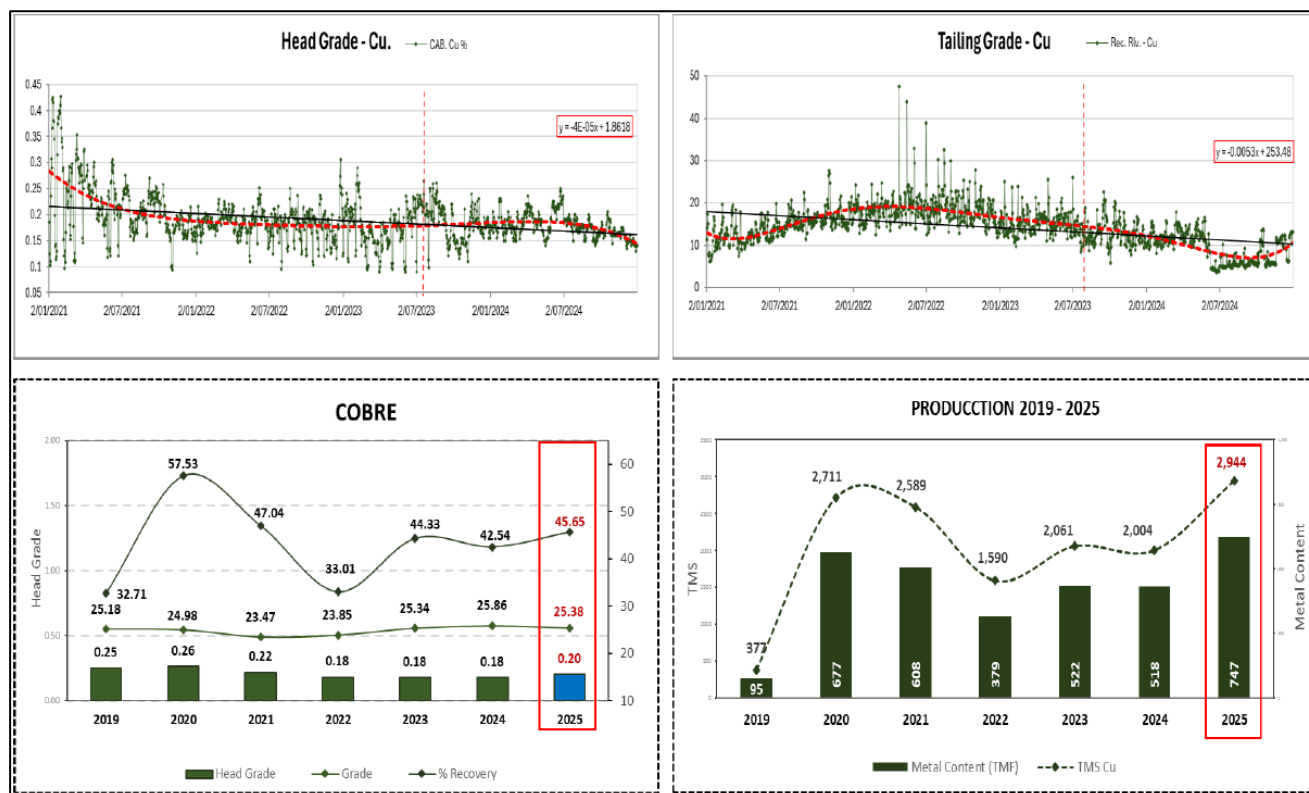 Head Grade - Cu.
CAB. Cu %
0.45
0.4
0.35
0.3
0.25
0.2
0.15
0.1
0.05
y = -4E-05x + 1.8618
2/01/2021 2/07/2021 2/01/2022 2/07/2022 2/01/2023 2/07/2023 2/01/2024 2/07/2024
Tailing Grade - Cu
Rec. Rlv. - Cu
50
40
30
20
10
0
y = -0.0053x + 253.48
2/01/2021 2/07/2021 2/01/2022 2/07/2022 2/01/2023 2/07/2023 2/01/2024 2/07/2024
COBRE
Head Grade
2.00
1.50
1.00
0.50
0.00
60
50
40
30
20
10
32.71 57.53 47.04 33.01 44.33 42.54 45.65
25.18 24.98 23.47 23.85 25.34 25.86 25.38
0.25 0.26 0.22 0.18 0.18 0.18 0.20
2019 2020 2021 2022 2023 2024 2025
Head Grade Grade % Recovery
PRODUCCTION 2019 - 2025
TMS
Metal Content
3500
3000
2500
2000
1500
1000
500
0
377 2,711 2,589 1,590 2,061 2,004 2,944
95 677 608 379 522 518 747
2019 2020 2021 2022 2023 2024 2025
Metal Content (TMF) TMS Cu